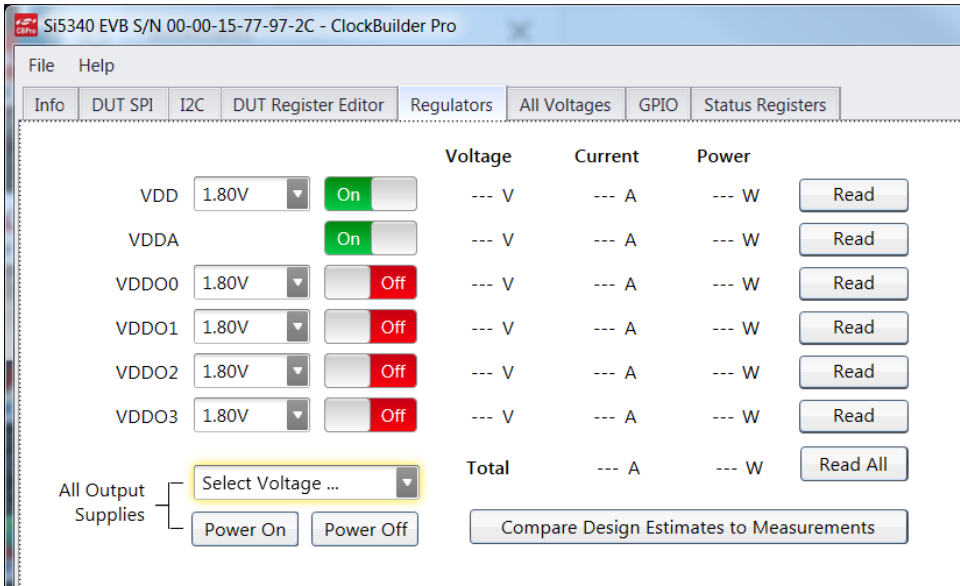 CBPro Si5340 EVB S/N 00-00-15-77-97-2C - ClockBuilder Pro
File Help
Info DUT SPI I2C DUT Register Editor Regulators All Voltages GPIO Status Registers
Voltage Current Power
VDD 1.80V On --- V --- A --- W Read
VDDA On --- V --- A --- W Read
VDDO0 1.80V Off --- V --- A --- W Read
VDDO1 1.80V Off --- V --- A --- W Read
VDDO2 1.80V Off --- V --- A --- W Read
VDDO3 1.80V Off --- V --- A --- W Read
Total --- A --- W Read All
All Output Supplies Select Voltage ...
Power On Power Off Compare Design Estimates to Measurements